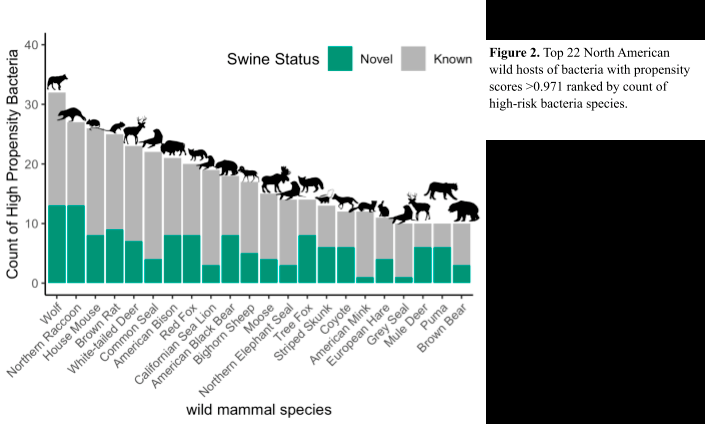 Swine Status Novel Known
Count of High Propensity Bacteria
40
30
20
10
0
Wolf
Northern Raccoon
House Mouse
Brown Rat
White-tailed Deer
Common Seal
American Bison
Red Fox
Californian Sea Lion
American Black Bear
Bighorn Sheep
Moose
Northern Elephant Seal
Tree Fox
Striped Skunk
Coyote
American Mink
European Hare
Grey Seal
Mule Deer
Puma
Brown Bear
wild mammal species
Figure 2. Top 22 North American
wild hosts of bacteria with propensity
scores >0.971 ranked by count of
high-risk bacteria species.